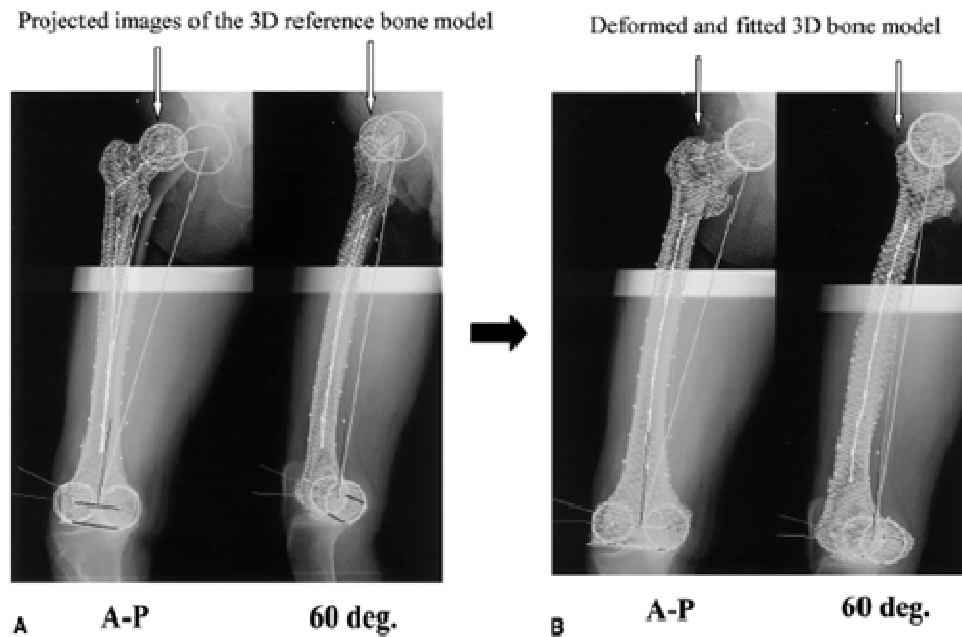 Projected images of the 3D reference bone model
Deformed and fitted 3D bone model
A
A-P
60 deg.
B
A-P
60 deg.